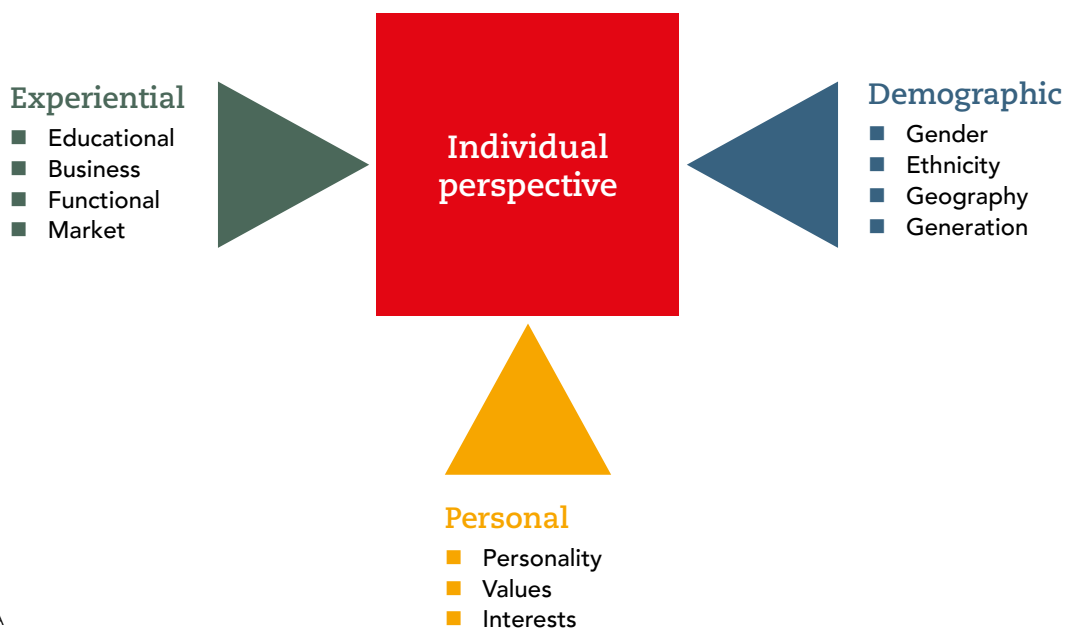 Experiential
Educational
Business
Functional
Market
Individual
perspective
Demographic
Gender
Ethnicity
Geography
Generation
Personal
Personality
Values
Interests